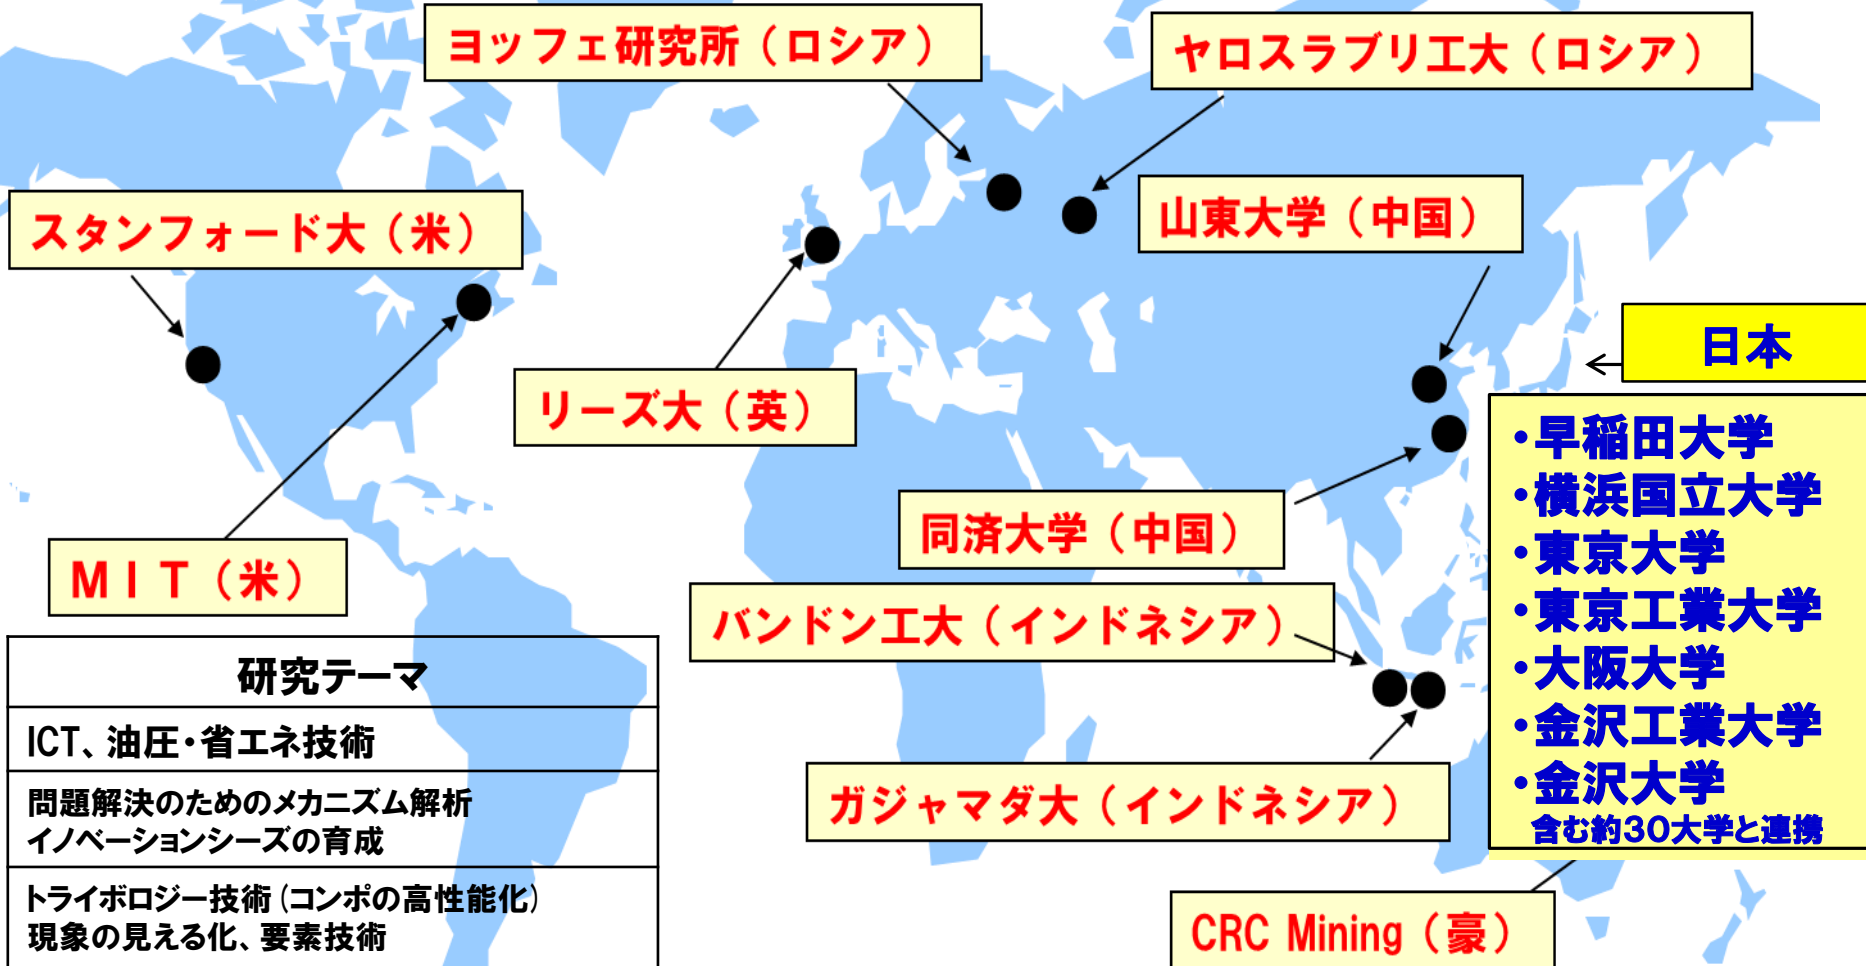 ヨッフェ研究所（ロシア）
ヤロスラブリ工大（ロシア）
スタンフォード大（米）
山東大学（中国）
日本
リーズ大（英）
・早稲田大学
・横浜国立大学
・東京大学
・東京工業大学
・大阪大学
・金沢工業大学
・金沢大学
含む約30大学と連携
同済大学（中国）
ＭＩＴ（米）
バンドン工大（インドネシア）
ガジャマダ大（インドネシア）
CRC Mining（豪）
研究テーマ
ICT、油圧・省エネ技術
問題解決のためのメカニズム解析
イノベーションシーズの育成
トライボロジー技術（コンポの高性能化）
現象の見える化、要素技術